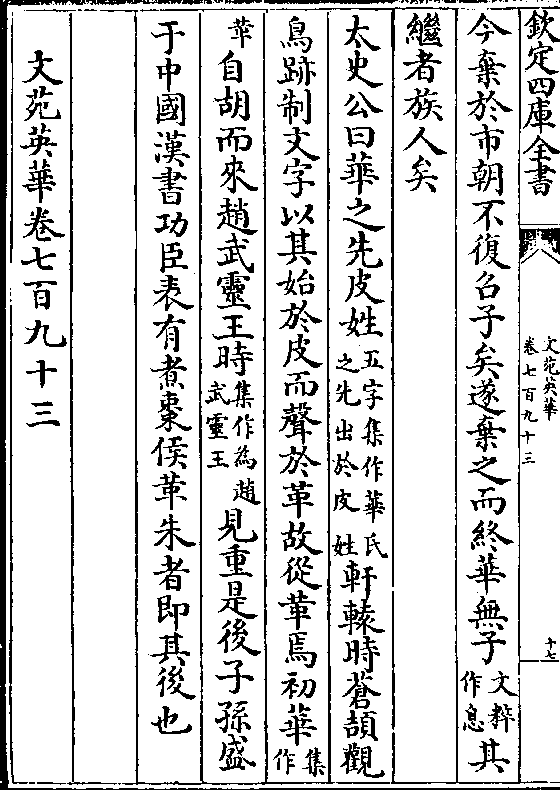 欽定四庫全書
文苑英華
卷七百九十三
十七
今棄於市朝不復召子矣遂棄之而終華無子文粹作息其
繼者族人矣
太史公曰華之先皮姓五字集作華氏之先出於皮姓軒轅時蒼頡觀
鳥跡制文字以其始於皮而聲於革故從革焉初華集作
革自胡而來趙武靈王時集作為趙武靈王見重是後子孫盛
于中國漢書功臣表有煮棗侯革朱者即其後也
文苑英華卷七百九十三